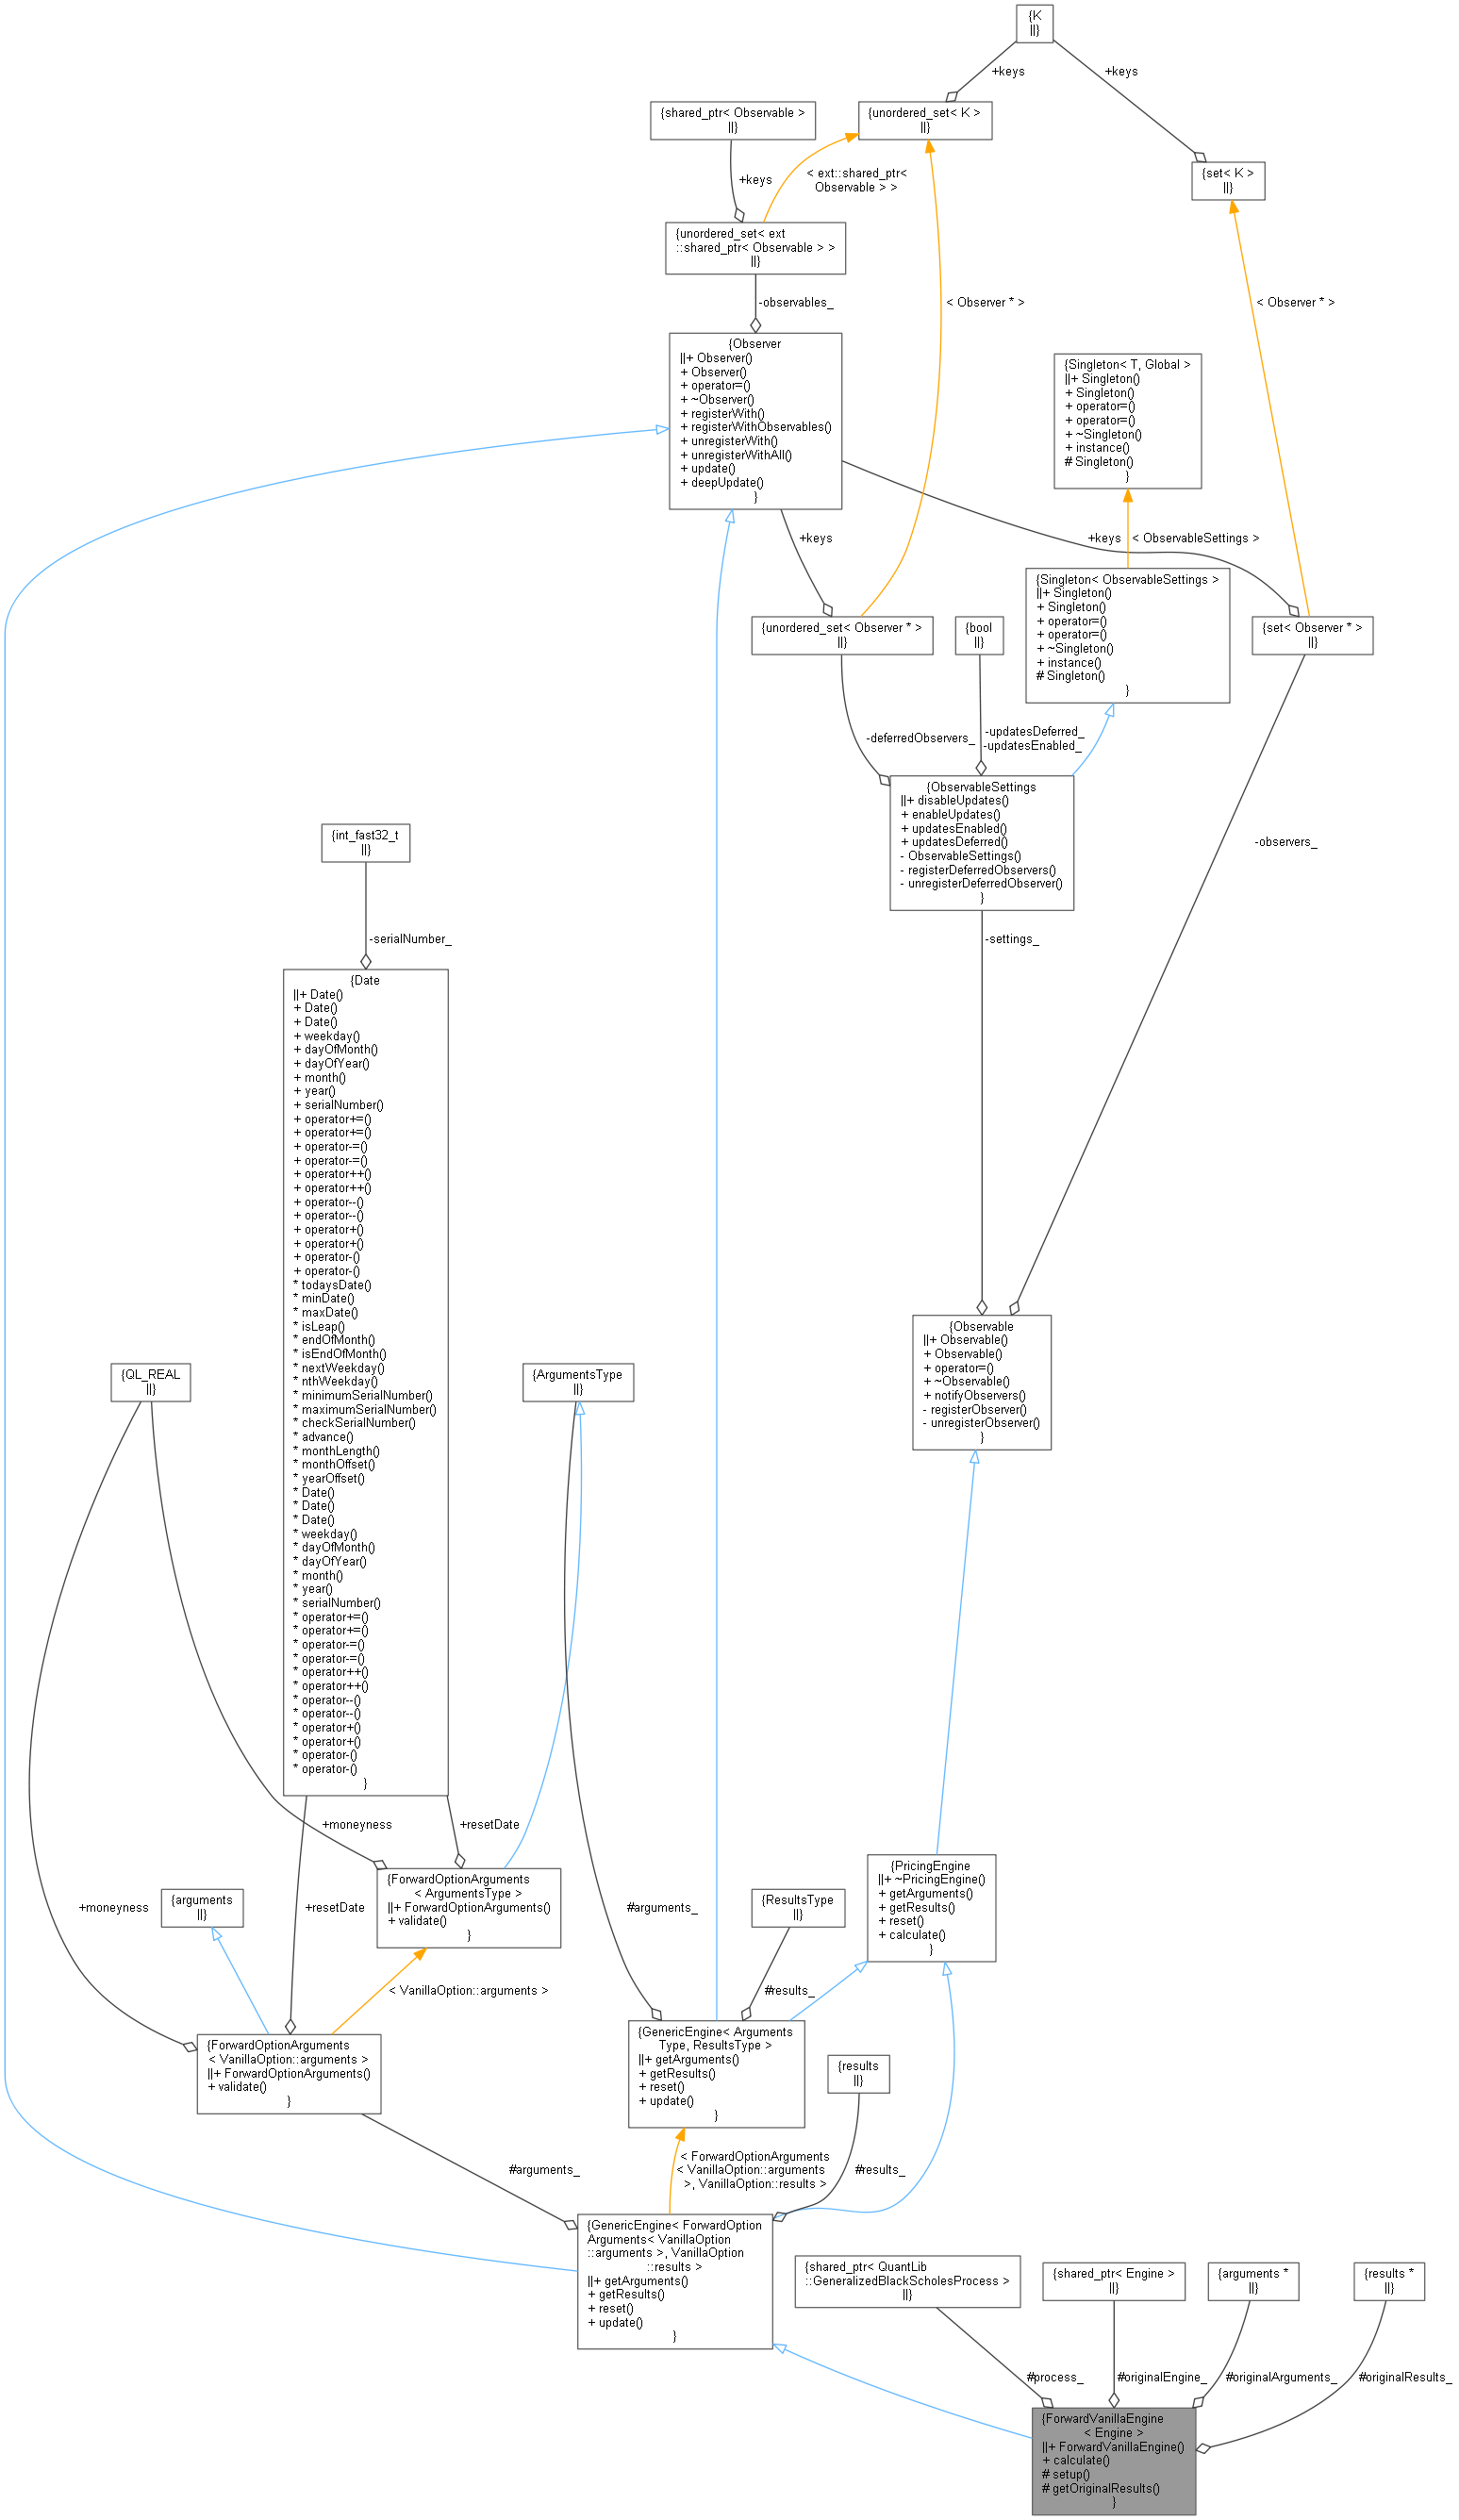 {K
||}
+keys
+keys
{shared_ptr< Observable >
||}
{unordered_set< K >
||}
+keys
< ext::shared_ptr<
Observable > >
{set< K >
||}
{unordered_set< ext
::shared_ptr< Observable > >
||}
-observables_
< Observer * >
< Observer * >
{Observer
||+ Observer()
+ Observer()
+ operator=()
+ ~Observer()
+ registerWith()
+ registerWithObservables()
+ unregisterWith()
+ unregisterWithAll()
+ update()
+ deepUpdate()
}
{Singleton< T, Global >
||+ Singleton()
+ Singleton()
+ operator=()
+ operator=()
+ ~Singleton()
+ instance()
# Singleton()
}
+keys
+keys
< ObservableSettings >
{Singleton< ObservableSettings >
||+ Singleton()
+ Singleton()
+ operator=()
+ operator=()
+ ~Singleton()
+ instance()
# Singleton()
}
{unordered_set< Observer * >
||}
{bool
||}
{set< Observer * >
||}
-deferredObservers_
-updatesDeferred_
-updatesEnabled_
{ObservableSettings
||+ disableUpdates()
+ enableUpdates()
+ updatesEnabled()
+ updatesDeferred()
- ObservableSettings()
- registerDeferredObservers()
- unregisterDeferredObserver()
}
-observers_
{int_fast32_t
||}
-serialNumber_
-settings_
{Date
||+ Date()
+ Date()
+ Date()
+ weekday()
+ dayOfMonth()
+ dayOfYear()
+ month()
+ year()
+ serialNumber()
+ operator+=()
+ operator+=()
+ operator-=()
+ operator-=()
+ operator++()
+ operator++()
+ operator--()
+ operator--()
+ operator+()
+ operator+()
+ operator-()
+ operator-()
* todaysDate()
* minDate()
* maxDate()
* isLeap()
* endOfMonth()
* isEndOfMonth()
* nextWeekday()
* nthWeekday()
* minimumSerialNumber()
* maximumSerialNumber()
* checkSerialNumber()
* advance()
* monthLength()
* monthOffset()
* yearOffset()
* Date()
* Date()
* Date()
* weekday()
* dayOfMonth()
* dayOfYear()
* month()
* year()
* serialNumber()
* operator+=()
* operator+=()
* operator-=()
* operator-=()
* operator++()
* operator++()
* operator--()
* operator--()
* operator+()
* operator+()
* operator-()
* operator-()
}
{Observable
||+ Observable()
+ Observable()
+ operator=()
+ ~Observable()
+ notifyObservers()
- registerObserver()
- unregisterObserver()
}
{QL_REAL
||}
{ArgumentsType
||}
+moneyness
+resetDate
{PricingEngine
||+ ~PricingEngine()
+ getArguments()
+ getResults()
+ reset()
+ calculate()
}
{ForwardOptionArguments
< ArgumentsType >
||+ ForwardOptionArguments()
+ validate()
}
{arguments
||}
{ResultsType
||}
+moneyness
+resetDate
#arguments_
< VanillaOption::arguments >
#results_
{ForwardOptionArguments
< VanillaOption::arguments >
||+ ForwardOptionArguments()
+ validate()
}
{GenericEngine< Arguments
Type, ResultsType >
||+ getArguments()
+ getResults()
+ reset()
+ update()
}
{results
||}
#arguments_
< ForwardOptionArguments
< VanillaOption::arguments
>, VanillaOption::results >
#results_
{GenericEngine< ForwardOption
Arguments< VanillaOption
::arguments >, VanillaOption
::results >
||+ getArguments()
+ getResults()
+ reset()
+ update()
}
{shared_ptr< QuantLib
::GeneralizedBlackScholesProcess >
||}
{shared_ptr< Engine >
||}
{arguments *
||}
{results *
||}
#process_
#originalEngine_
#originalArguments_
#originalResults_
{ForwardVanillaEngine
< Engine >
||+ ForwardVanillaEngine()
+ calculate()
# setup()
# getOriginalResults()
}